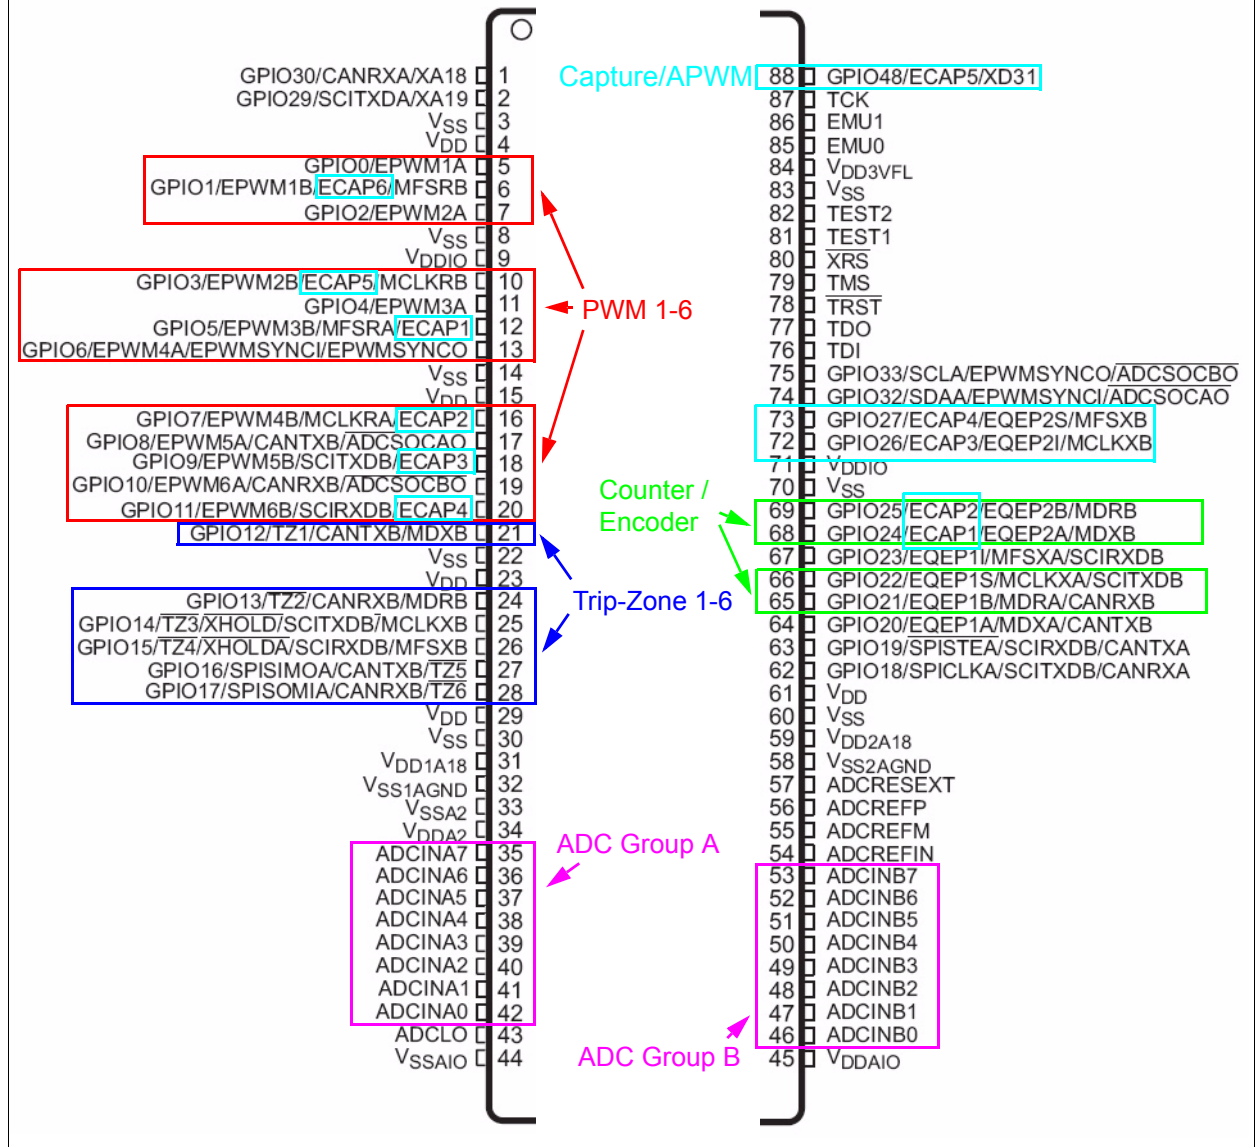 GPIO30/CANRXA/XA18 1
GPIO29/SCITXDA/XA19 2
VSS 3
VDD 4
GPIO0/EPWM1A 5
GPIO1/EPWM1B/ECAP6/MFSRB 6
GPIO2/EPWM2A 7
VSS 8
VDDIO 9
GPIO3/EPWM2B/ECAP5/MCLKRB 10
GPIO4/EPWM3A 11
GPIO5/EPWM3B/MFSRA/ECAP1 12
GPIO6/EPWM4A/EPWMSYNCI/EPWMSYNCO 13
VSS 14
VDD 15
GPIO7/EPWM4B/MCLKRA/ECAP2 16
GPIO8/EPWM5A/CANTXB/ADCSOCAO 17
GPIO9/EPWM5B/SCITXDB/ECAP3 18
GPIO10/EPWM6A/CANRXB/ADCSOCBO 19
GPIO11/EPWM6B/SCIRXDB/ECAP4 20
GPIO12/TZ1/CANTXB/MDXB 21
VSS 22
VDD 23
GPIO13/TZ2/CANRXB/MDRB 24
GPIO14/TZ3/XHOLD/SCITXDB/MCLKXB 25
GPIO15/TZ4/XHOLDA/SCIRXDB/MFSXB 26
GPIO16/SPISIMOA/CANTXB/TZ5 27
GPIO17/SPISOMIA/CANRXB/TZ6 28
VDD 29
VSS 30
VDD1A18 31
VSS1AGND 32
VSSA2 33
VDDA2 34
ADCINA7 35
ADCINA6 36
ADCINA5 37
ADCINA4 38
ADCINA3 39
ADCINA2 40
ADCINA1 41
ADCINA0 42
ADCLO 43
VSSAIO 44
Capture/APWM
PWM 1-6
Counter /
Encoder
Trip-Zone 1-6
ADC Group A
ADC Group B
88 GPIO48/ECAP5/XD31
87 TCK
86 EMU1
85 EMU0
84 VDD3VFL
83 VSS
82 TEST2
81 TEST1
80 XRS
79 TMS
78 TRST
77 TDO
76 TDI
75 GPIO33/SCLA/EPWMSYNCO/ADCSOCBO
74 GPIO32/SDAA/EPWMSYNCI/ADCSOCAO
73 GPIO27/ECAP4/EQEP2S/MFSXB
72 GPIO26/ECAP3/EQEP2I/MCLKXB
71 VDDIO
70 VSS
69 GPIO25/ECAP2/EQEP2B/MDRB
68 GPIO24/ECAP1/EQEP2A/MDXB
67 GPIO23/EQEP1I/MFSXA/SCIRXDB
66 GPIO22/EQEP1S/MCLKXA/SCITXDB
65 GPIO21/EQEP1B/MDRA/CANRXB
64 GPIO20/EQEP1A/MDXA/CANTXB
63 GPIO19/SPISTEA/SCIRXDB/CANTXA
62 GPIO18/SPICLKA/SCITXDB/CANRXA
61 VDD
60 VSS
59 VDD2A18
58 VSS2AGND
57 ADCRESEXT
56 ADCREFP
55 ADCREFM
54 ADCREFIN
53 ADCINB7
52 ADCINB6
51 ADCINB5
50 ADCINB4
49 ADCINB3
48 ADCINB2
47 ADCINB1
46 ADCINB0
45 VDDAIO